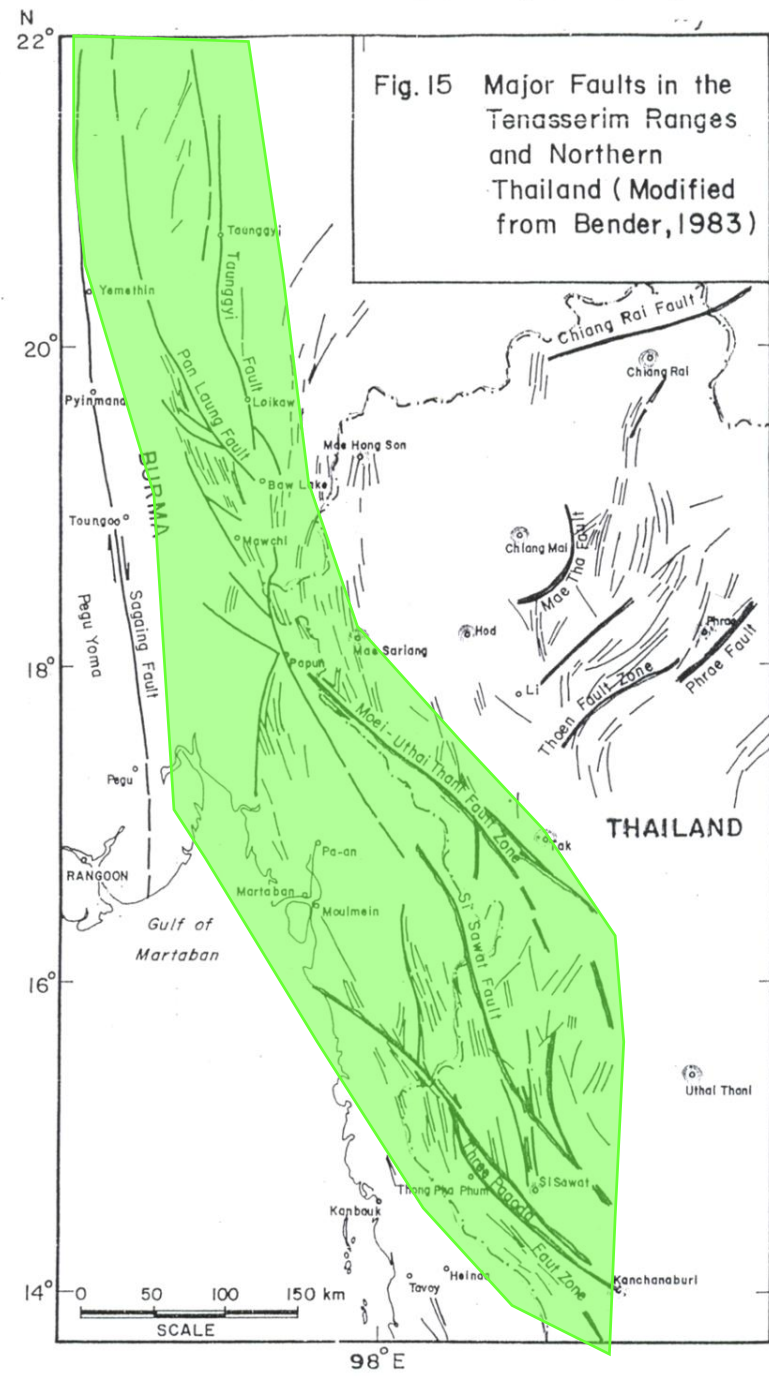 N
22°
Fig. 15 Major Faults in the
Tenasserim Ranges
and Northern
Thailand ( Modified
from Bender, 1983)
Taunggyi
Taunggyi Fault
Yemethin
Chiang Rai Fault
20°
Chiang Rai
Pan Laung Fault
Pyinmana
Loikaw
Mae Hong Son
BURMA
Baw Lake
Toungoo
Mawchi
Chiang Mai
Mae Tha Fault
Pegu Yoma
Sagaing Fault
Hod
Phrae
Mae Sariang
18°
Papun
Li
Phrae Fault
Thoen Fault Zone
Moei-Uthai Thani Fault Zone
Pegu
THAILAND
Tak
Pa-an
RANGOON
Martaban
Moulmein
Gulf of
Martaban
Si Sawat Fault
16°
Uthai Thani
Three Pagoda Faut Zone
Thong Pha Phum
Si Sawat
Kanbauk
14°
0 50 100 150 km
Heinda
Kanchanaburi
Tavoy
SCALE
98°E